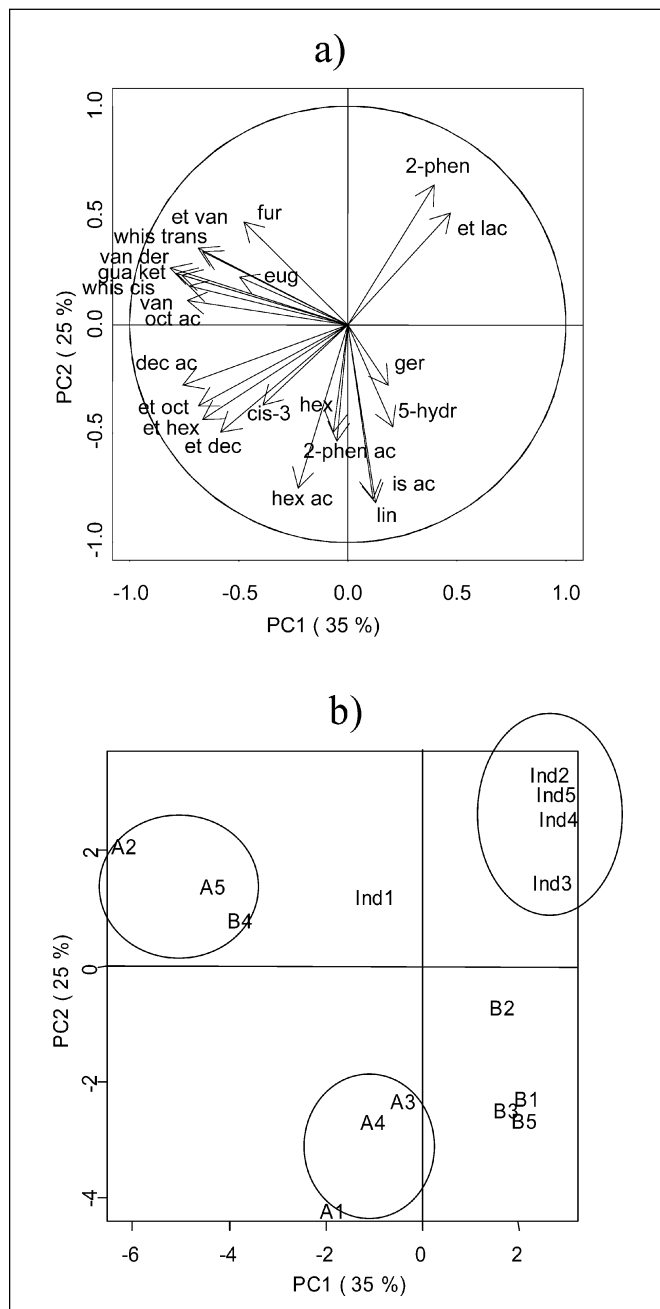 a)
1.0
2-phen
0.5
et van
fur
et lac
whis trans
van der
gua ket
eug
whis cis
van
oct ac
0.0
PC2 ( 25 %)
dec ac
ger
et oct
cis-3
hex
5-hydr
et hex
et dec
2-phen ac
-0.5
hex ac
is ac
lin
-1.0
-1.0 -0.5 0.0 0.5 1.0
PC1 ( 35 %)
b)
Ind2
Ind5
Ind4
A2
2
A5
Ind3
Ind1
B4
0
PC2 ( 25 %)
B2
-2
A3
B1
B3
A4
B5
-4
A1
-6 -4 -2 0 2
PC1 ( 35 %)